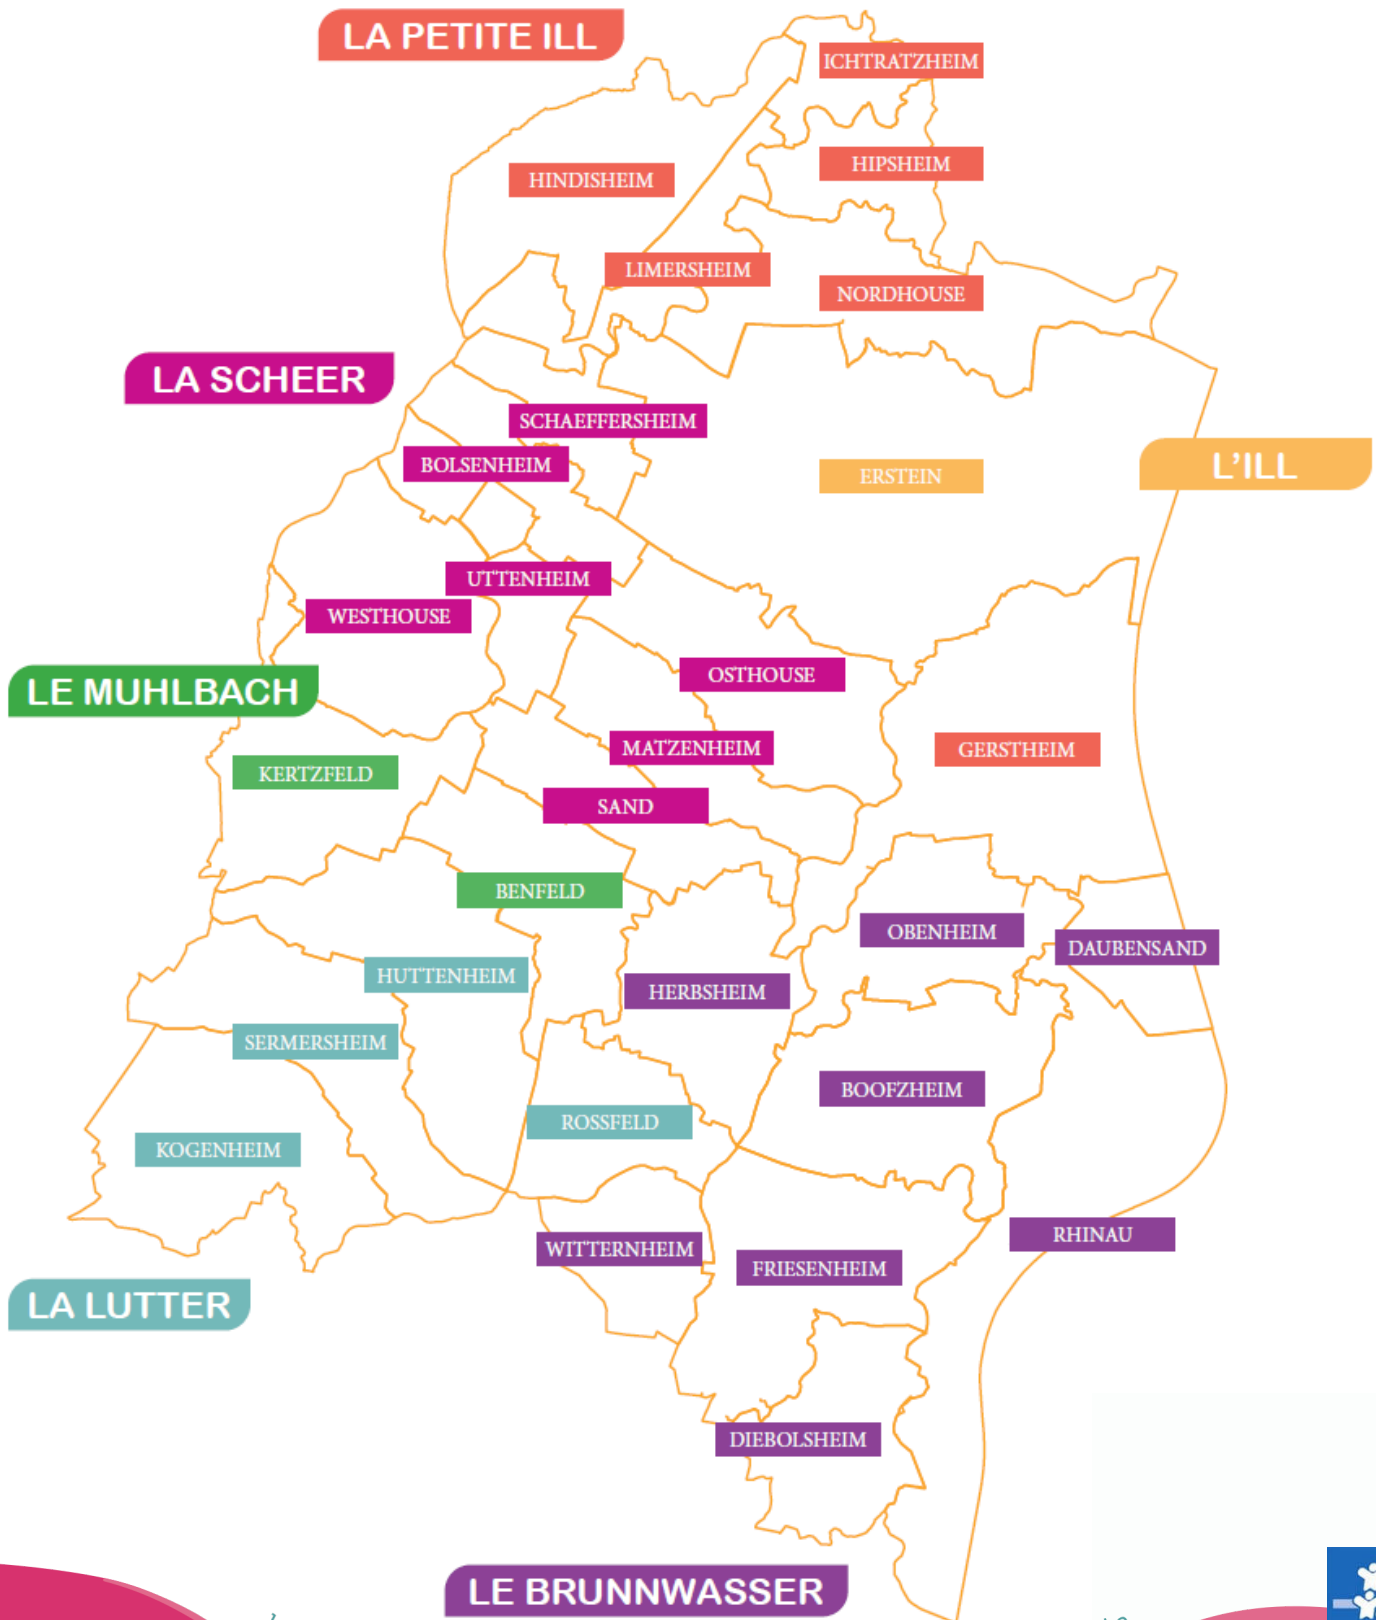 LA PETITE ILL
ICHTRATZHEIM
HIPSHEIM
HINDISHEIM
LIMERSHEIM
NORDHOUSE
LA SCHEER
SCHAEFFERSHEIM
BOLSENHEIM
ERSTEIN
L'ILL
UTTENHEIM
WESTHOUSE
OSTHOUSE
LE MUHLBACH
MATZENHEIM
GERSTHEIM
KERTZFELD
SAND
BENFELD
OBENHEIM
DAUBENSAND
HUTTENHEIM
HERBSHEIM
SERMERSHEIM
BOOFZHEIM
ROSSFELD
KOGENHEIM
RHINAU
WITTERNHEIM
FRIESENHEIM
LA LUTTER
DIEBOLSHEIM
LE BRUNNWASSER